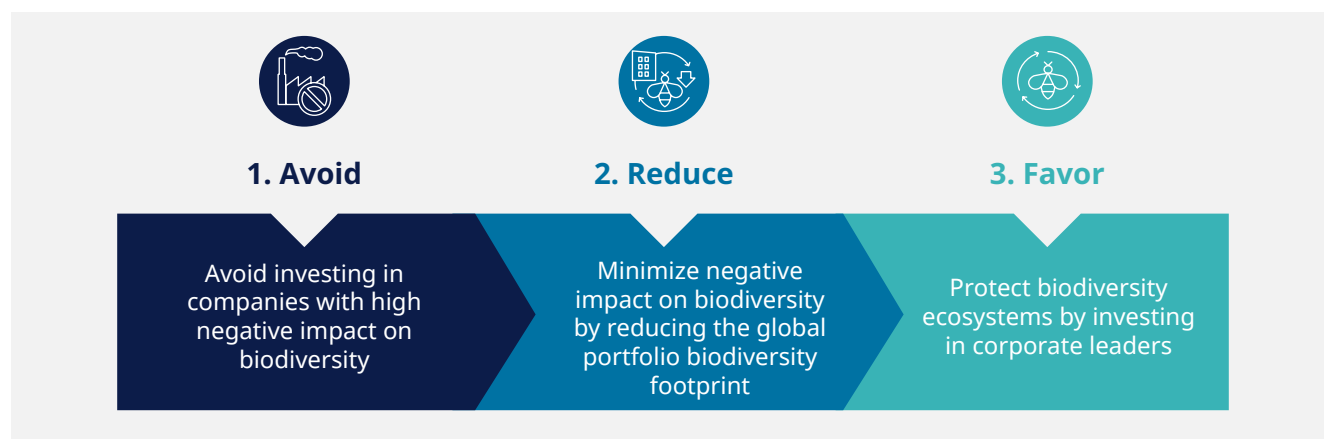 1. Avoid
Avoid investing in
companies with high
negative impact on
biodiversity
2. Reduce
Minimize negative
impact on biodiversity
by reducing the global
portfolio biodiversity
footprint
3. Favor
Protect biodiversity
ecosystems by investing
in corporate leaders